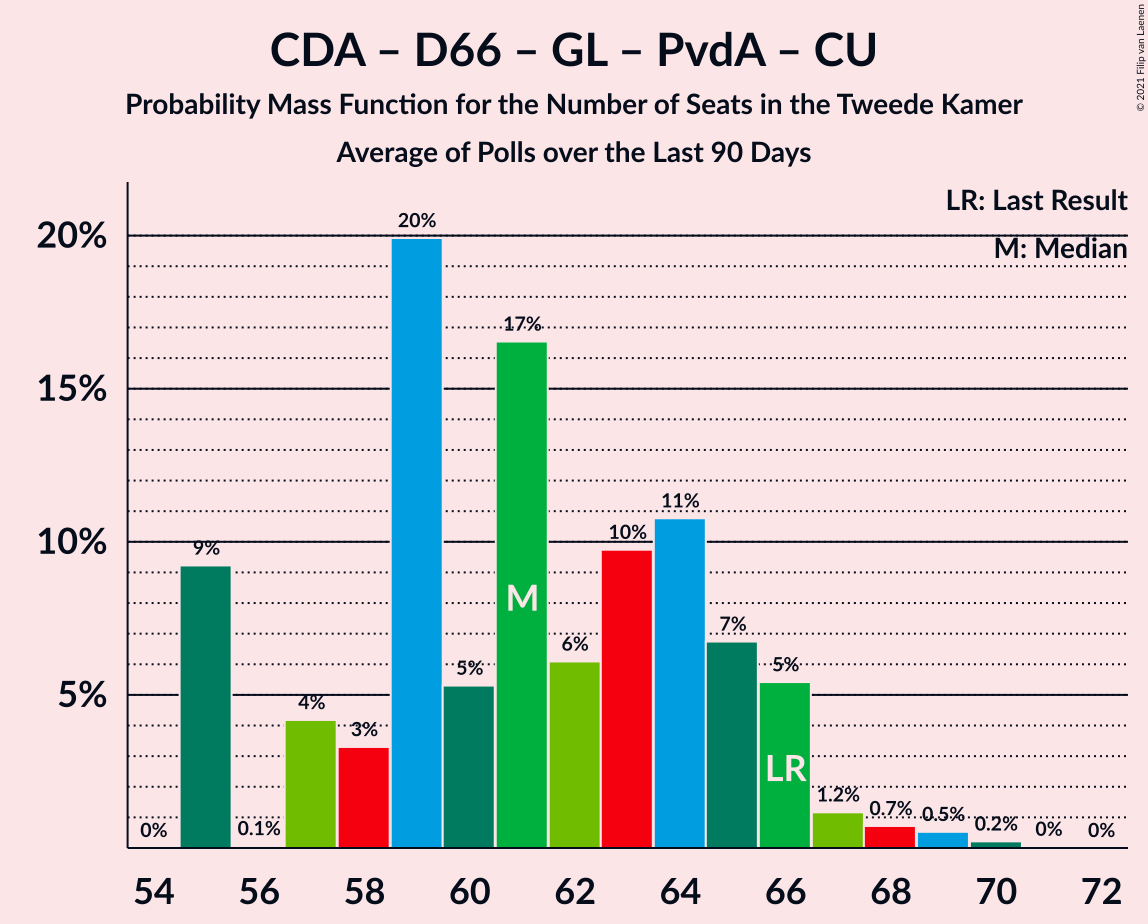 CDA – D66 – GL – PvdA – CU
Probability Mass Function for the Number of Seats in the Tweede Kamer
Average of Polls over the Last 90 Days
© 2021 Filip van Laenen
LR: Last Result
M: Median
20%
15%
10%
5%
0%
9%
0.1%
4%
3%
20%
5%
17%
6%
10%
11%
7%
5%
1.2%
0.7%
0.5%
0.2%
0%
0%
M
LR
54 56 58 60 62 64 66 68 70 72